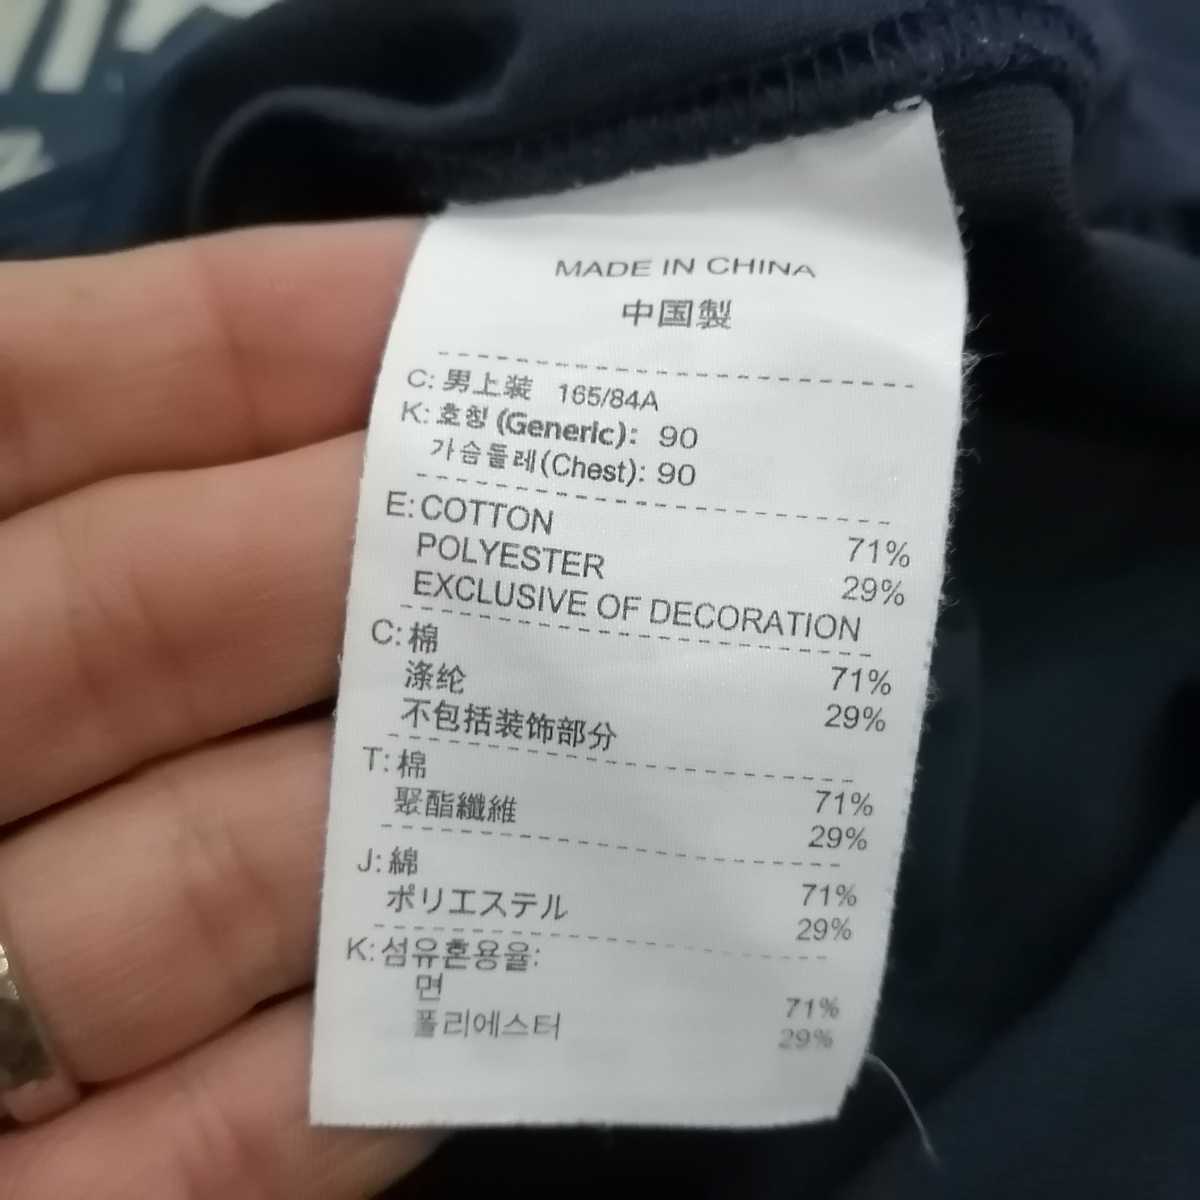 MADE IN CHINA
中国製
C: 男上装 165/84A
K: 호칭 (Generic): 90
가슴둘레(Chest): 90
E: COTTON 71%
POLYESTER 29%
EXCLUSIVE OF DECORATION
C: 棉 71%
涤纶 29%
不包括装饰部分
T: 棉 71%
聚酯纖維 29%
J: 綿 71%
ポリエステル 29%
K: 섬유혼용율:
면 71%
폴리에스터 29%